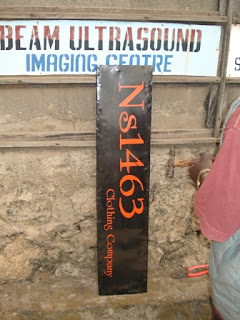 BEAM ULTRASOUND
IMAGING CENTRE
Ns1463
Clothing Company